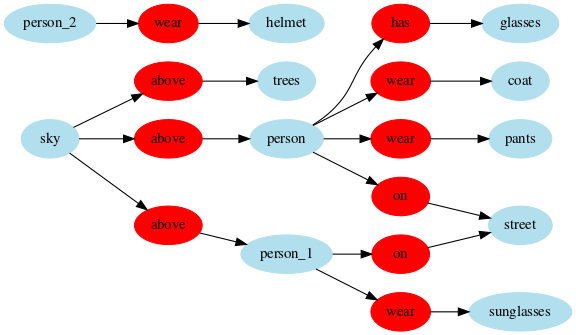 person_2 wear helmet has glasses
above trees wear coat
sky above person wear pants
on
above street
person_1 on
wear sunglasses